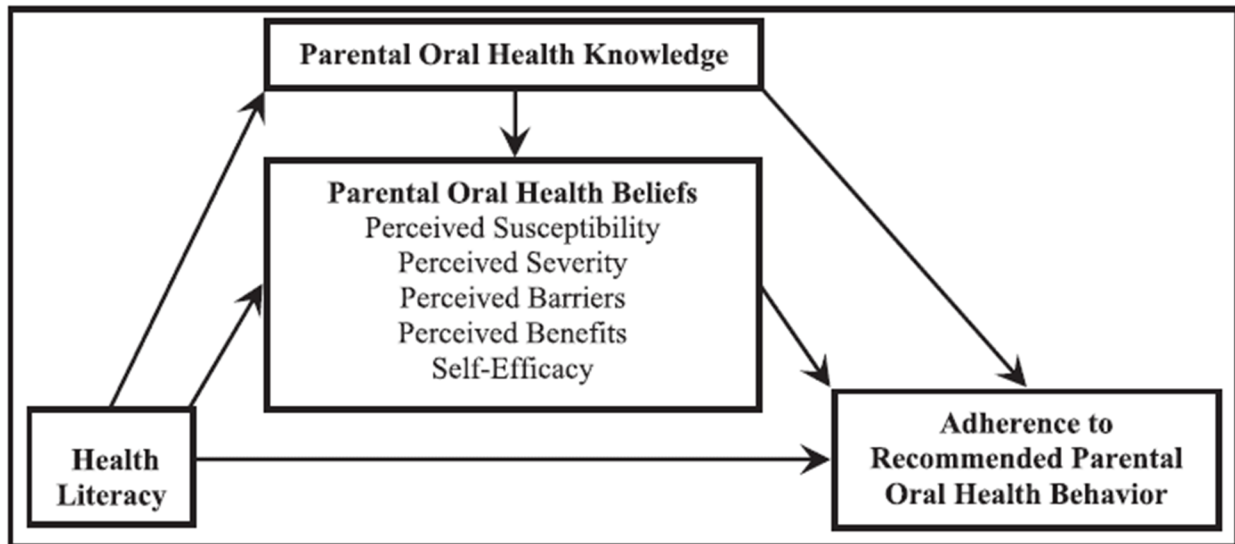 Parental Oral Health Knowledge
Parental Oral Health Beliefs
Perceived Susceptibility
Perceived Severity
Perceived Barriers
Perceived Benefits
Self-Efficacy
Health
Literacy
Adherence to
Recommended Parental
Oral Health Behavior